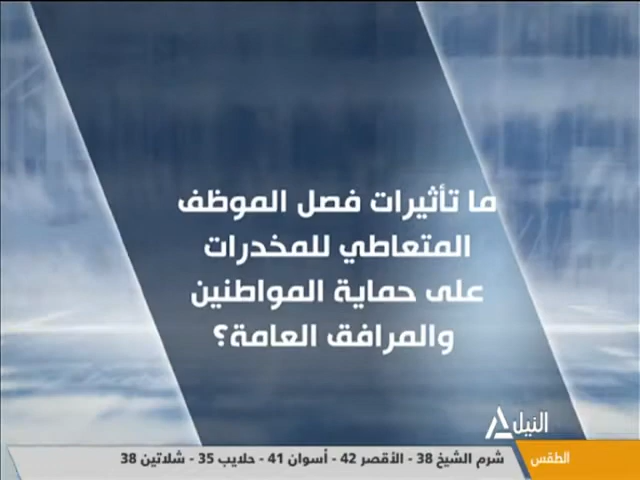 ما تأثيرات فصل الموظف
المتعاطي للمخدرات
على حماية المواطنين
والمرافق العامة؟
النيل
الطقس
شرم الشيخ 38 - الأقصر 42 - أسوان 41 - حلايب 35 - شلاتين 38